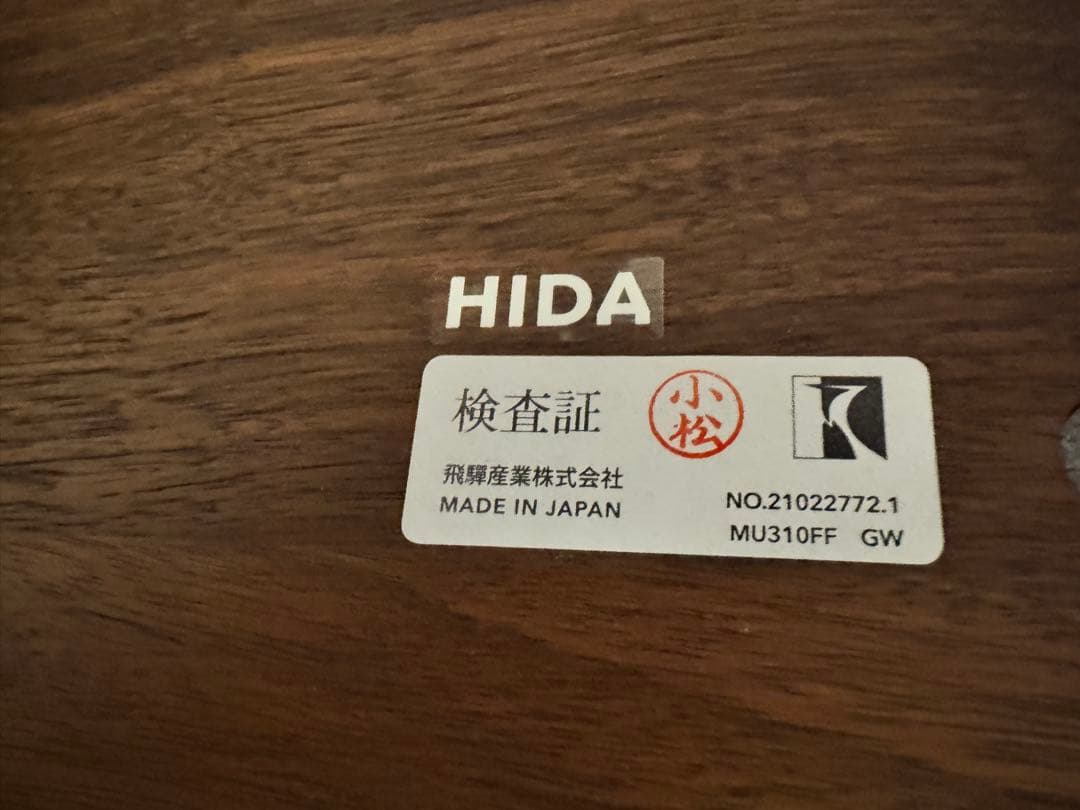 HIDA
検査証
小松
飛驒産業株式会社
MADE IN JAPAN
NO.21022772.1
MU310FF GW